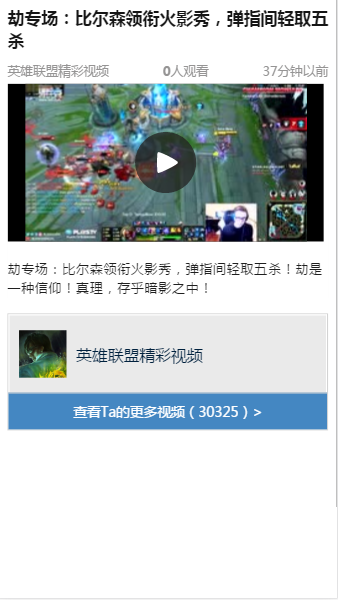 劫专场：比尔森领衔火影秀，弹指间轻取五
杀
英雄联盟精彩视频 0人观看 37分钟以前
劫专场：比尔森领衔火影秀，弹指间轻取五杀！劫是
一种信仰！真理，存乎暗影之中！
英雄联盟精彩视频
查看Ta的更多视频（30325）>